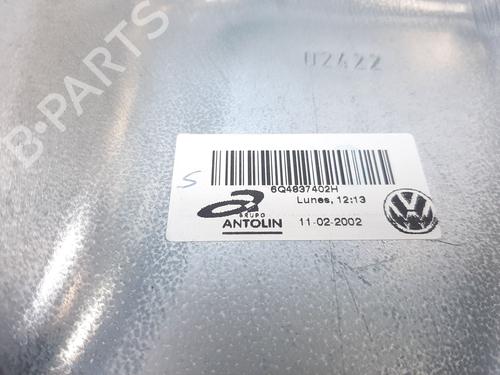 B-PARTS
U2422
S
6Q4837402H
Lunes, 12:13
GRUPO
ANTOLIN
11-02-2002